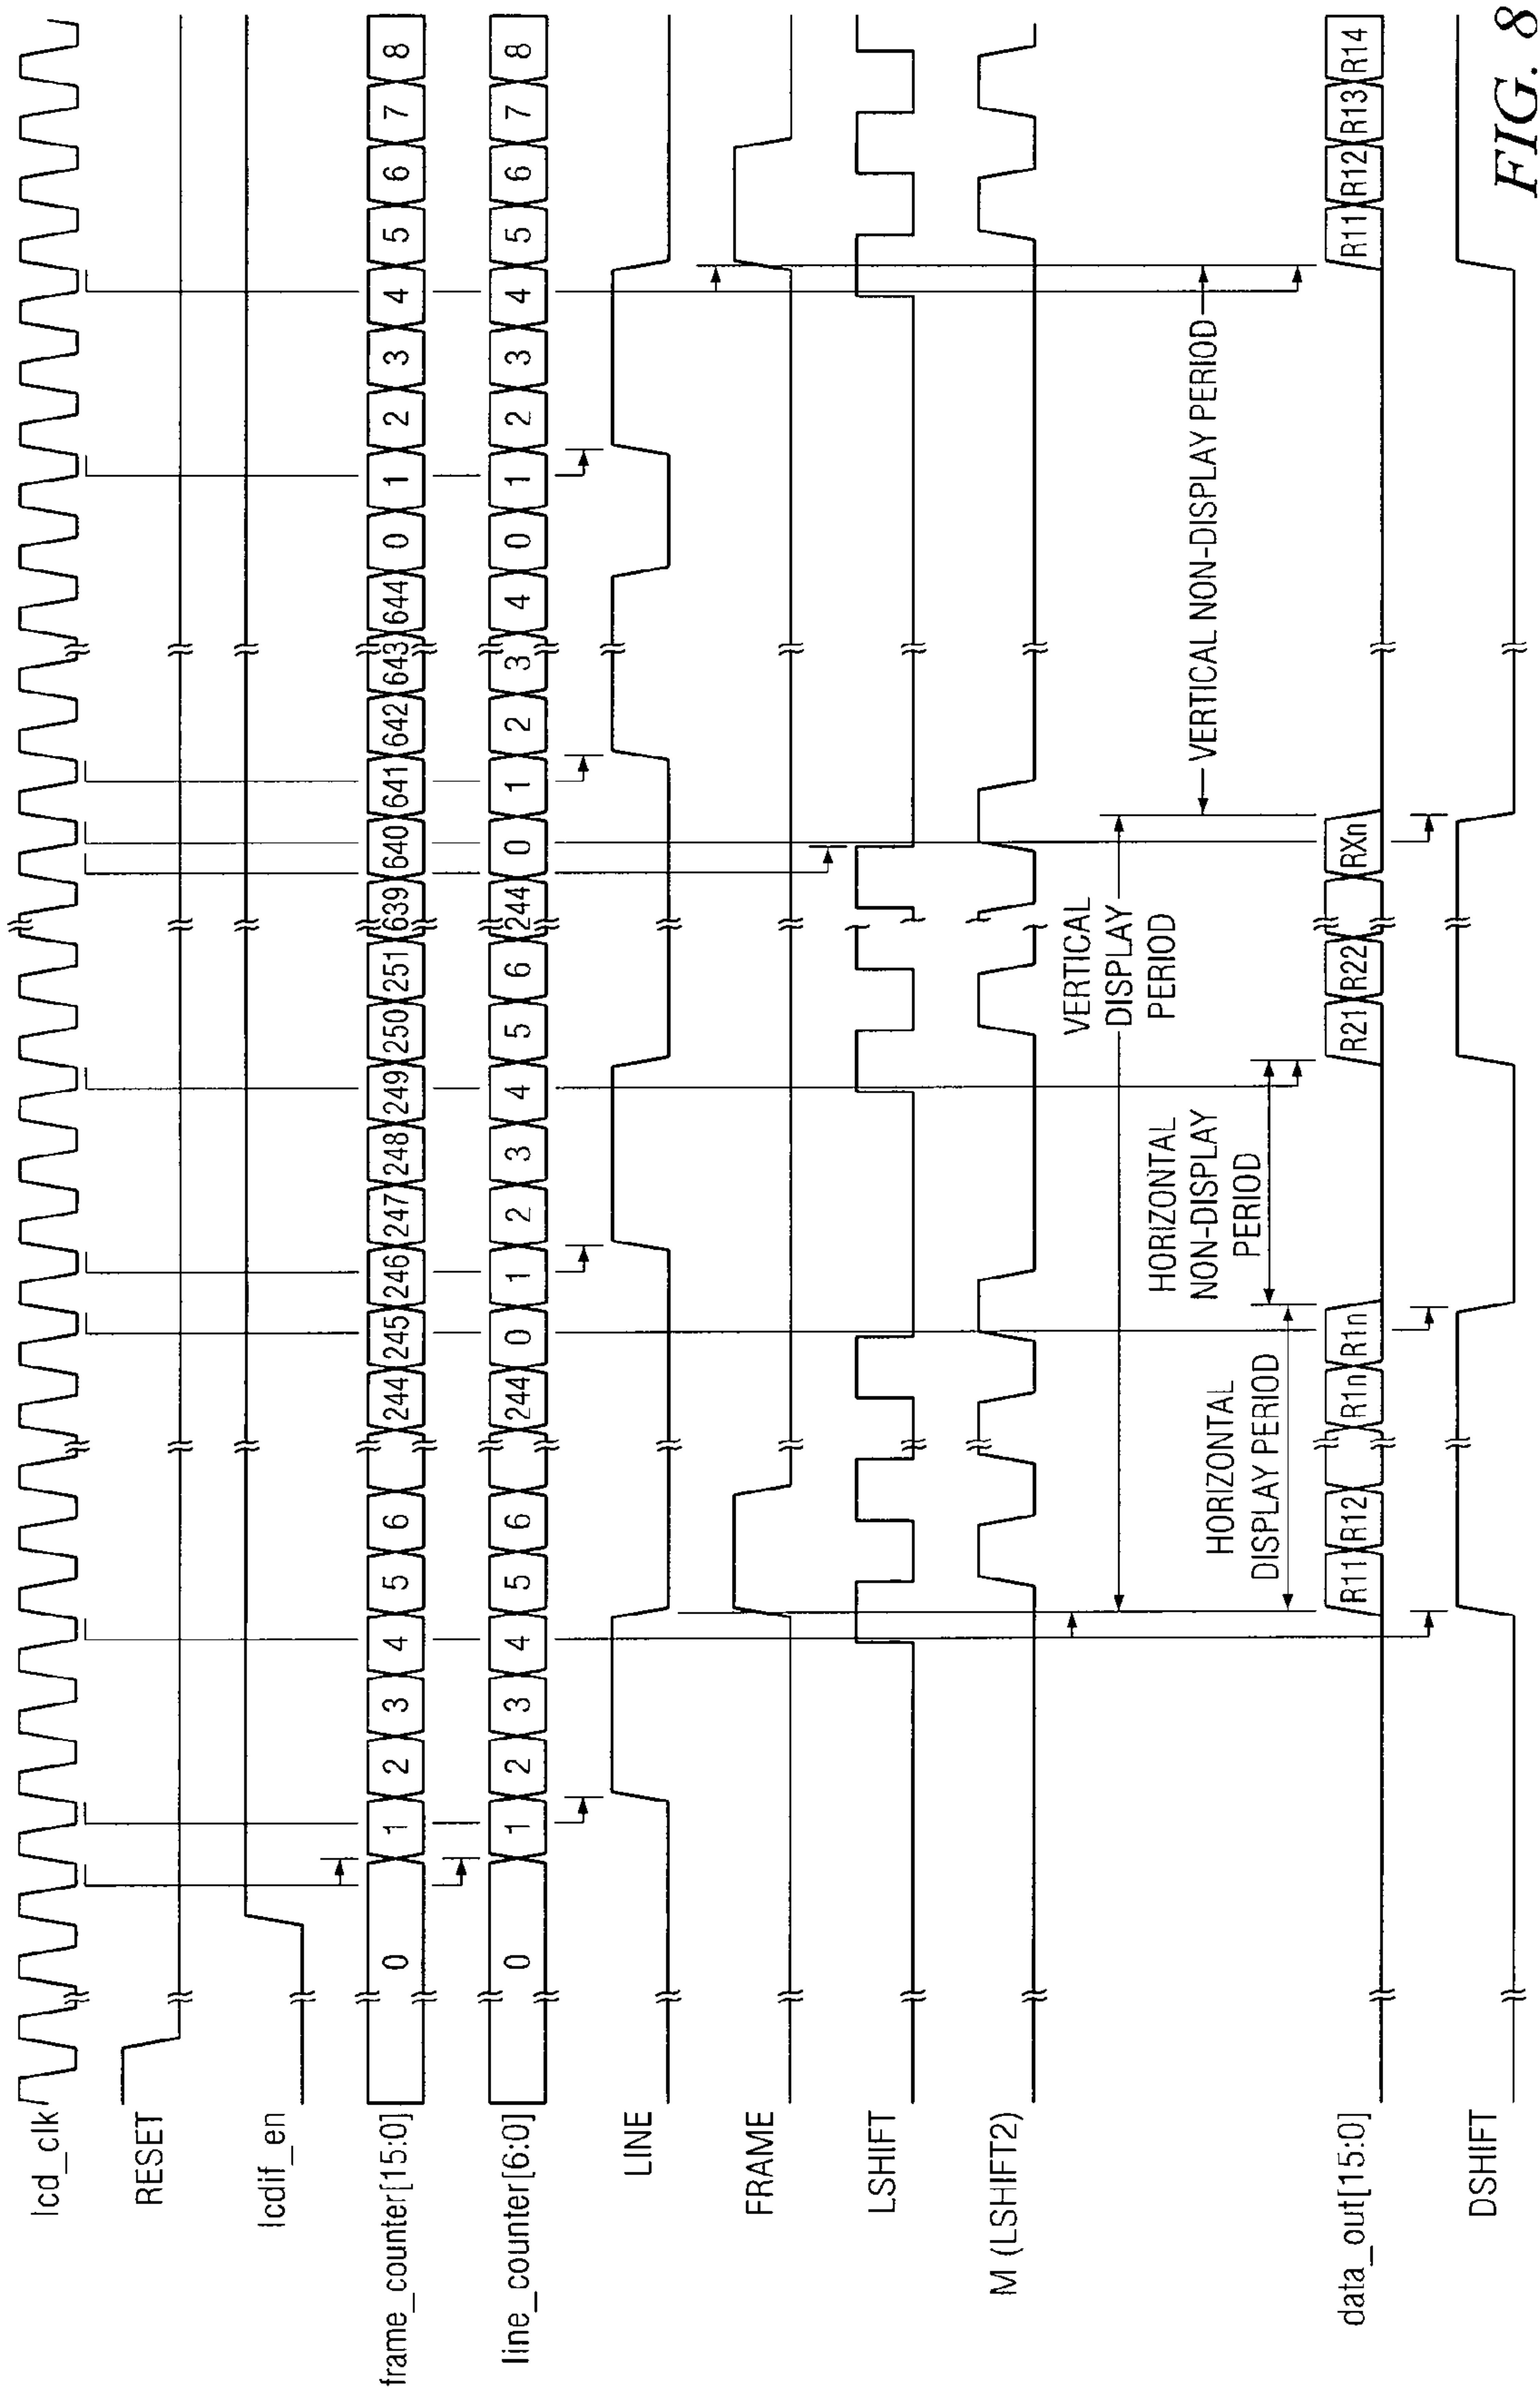 lcd_clk
RESET
lcdif_en
frame_counter[15:0] 0 1 2 3 4 5 6 244 245 246 247 248 249 250 251 639 640 641 642 643 644 0 1 2 3 4 5 6 7 8
line_counter[6:0] 0 1 2 3 4 5 6 244 0 1 2 3 4 5 6 244 0 1 2 3 4 0 1 2 3 4 5 6 7 8
LINE
FRAME
LSHIFT
M (LSHIFT2)
VERTICAL
DISPLAY
PERIOD
VERTICAL NON-DISPLAY PERIOD
HORIZONTAL
DISPLAY PERIOD
HORIZONTAL
NON-DISPLAY
PERIOD
data_out[15:0] R11 R12 R1n R1n R21 R22 RXn R11 R12 R13 R14
DSHIFT
FIG. 8